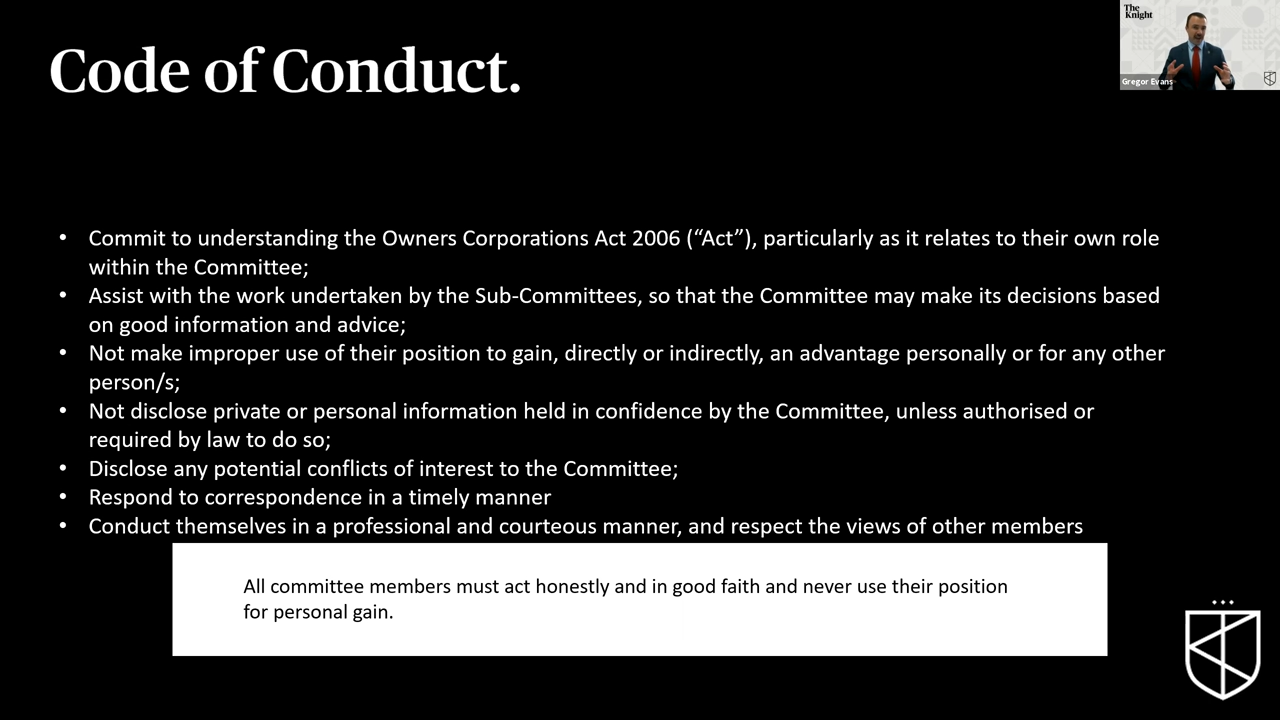 The
Knight
Gregor Evans
Code of Conduct.
• Commit to understanding the Owners Corporations Act 2006 (“Act”), particularly as it relates to their own role
within the Committee;
• Assist with the work undertaken by the Sub-Committees, so that the Committee may make its decisions based
on good information and advice;
• Not make improper use of their position to gain, directly or indirectly, an advantage personally or for any other
person/s;
• Not disclose private or personal information held in confidence by the Committee, unless authorised or
required by law to do so;
• Disclose any potential conflicts of interest to the Committee;
• Respond to correspondence in a timely manner
• Conduct themselves in a professional and courteous manner, and respect the views of other members
All committee members must act honestly and in good faith and never use their position
for personal gain.